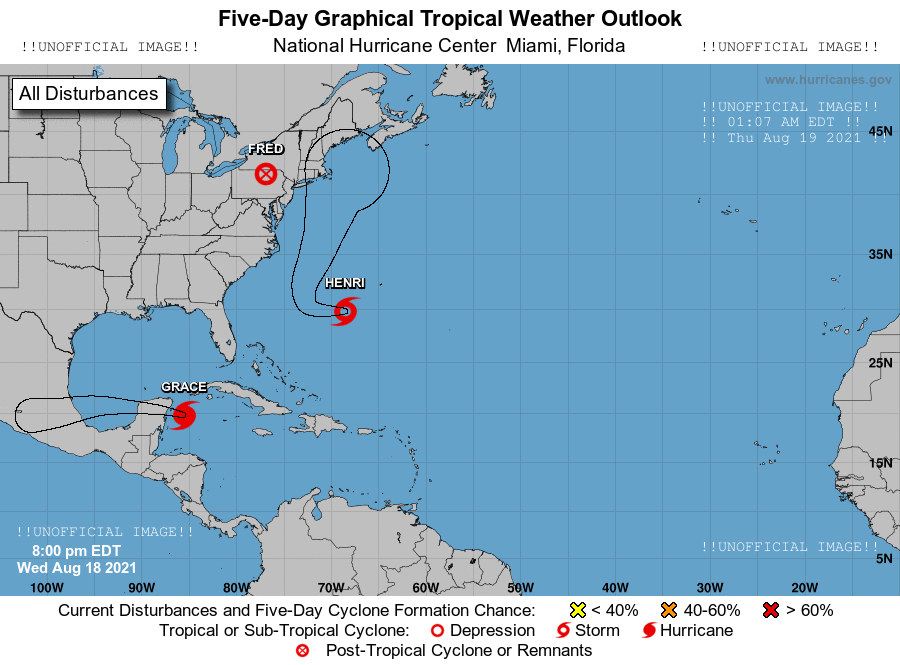 Five-Day Graphical Tropical Weather Outlook
!!UNOFFICIAL IMAGE!! National Hurricane Center Miami, Florida !!UNOFFICIAL IMAGE!!
www.hurricanes.gov
All Disturbances
!!UNOFFICIAL IMAGE!!
!! 01:07 AM EDT !!
!! Thu Aug 19 2021 !!
45N
FRED
35N
HENRI
25N
GRACE
15N
!!UNOFFICIAL IMAGE!!
!!UNOFFICIAL IMAGE!!
8:00 pm EDT
5N
Wed Aug 18 2021
100W 90W 80W 70W 60W 50W 40W 30W 20W
Current Disturbances and Five-Day Cyclone Formation Chance: < 40% 40-60% > 60%
Tropical or Sub-Tropical Cyclone: Depression Storm Hurricane
Post-Tropical Cyclone or Remnants